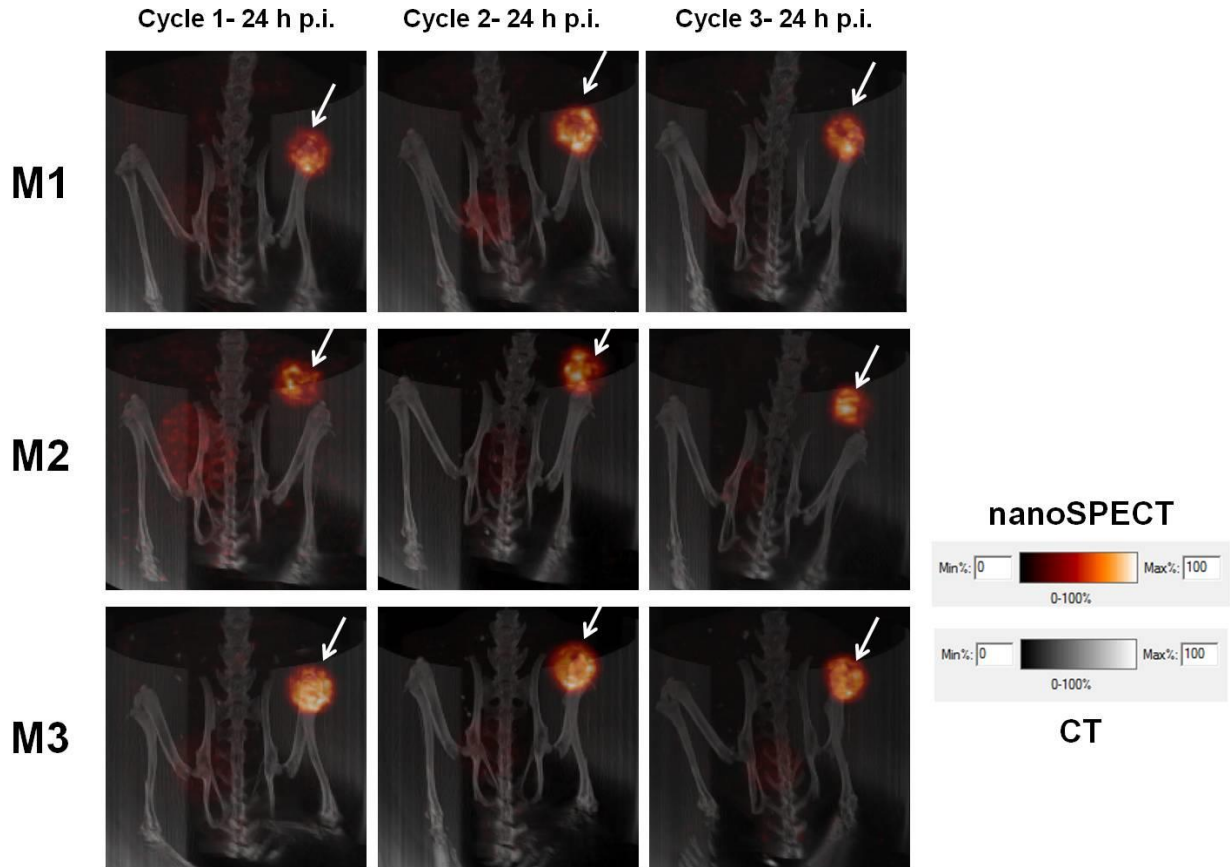 Cycle 1- 24 h p.i. Cycle 2- 24 h p.i. Cycle 3- 24 h p.i.
M1
M2
M3
nanoSPECT
Min%: 0 Max%: 100
0-100%
Min%: 0 Max%: 100
0-100%
CT